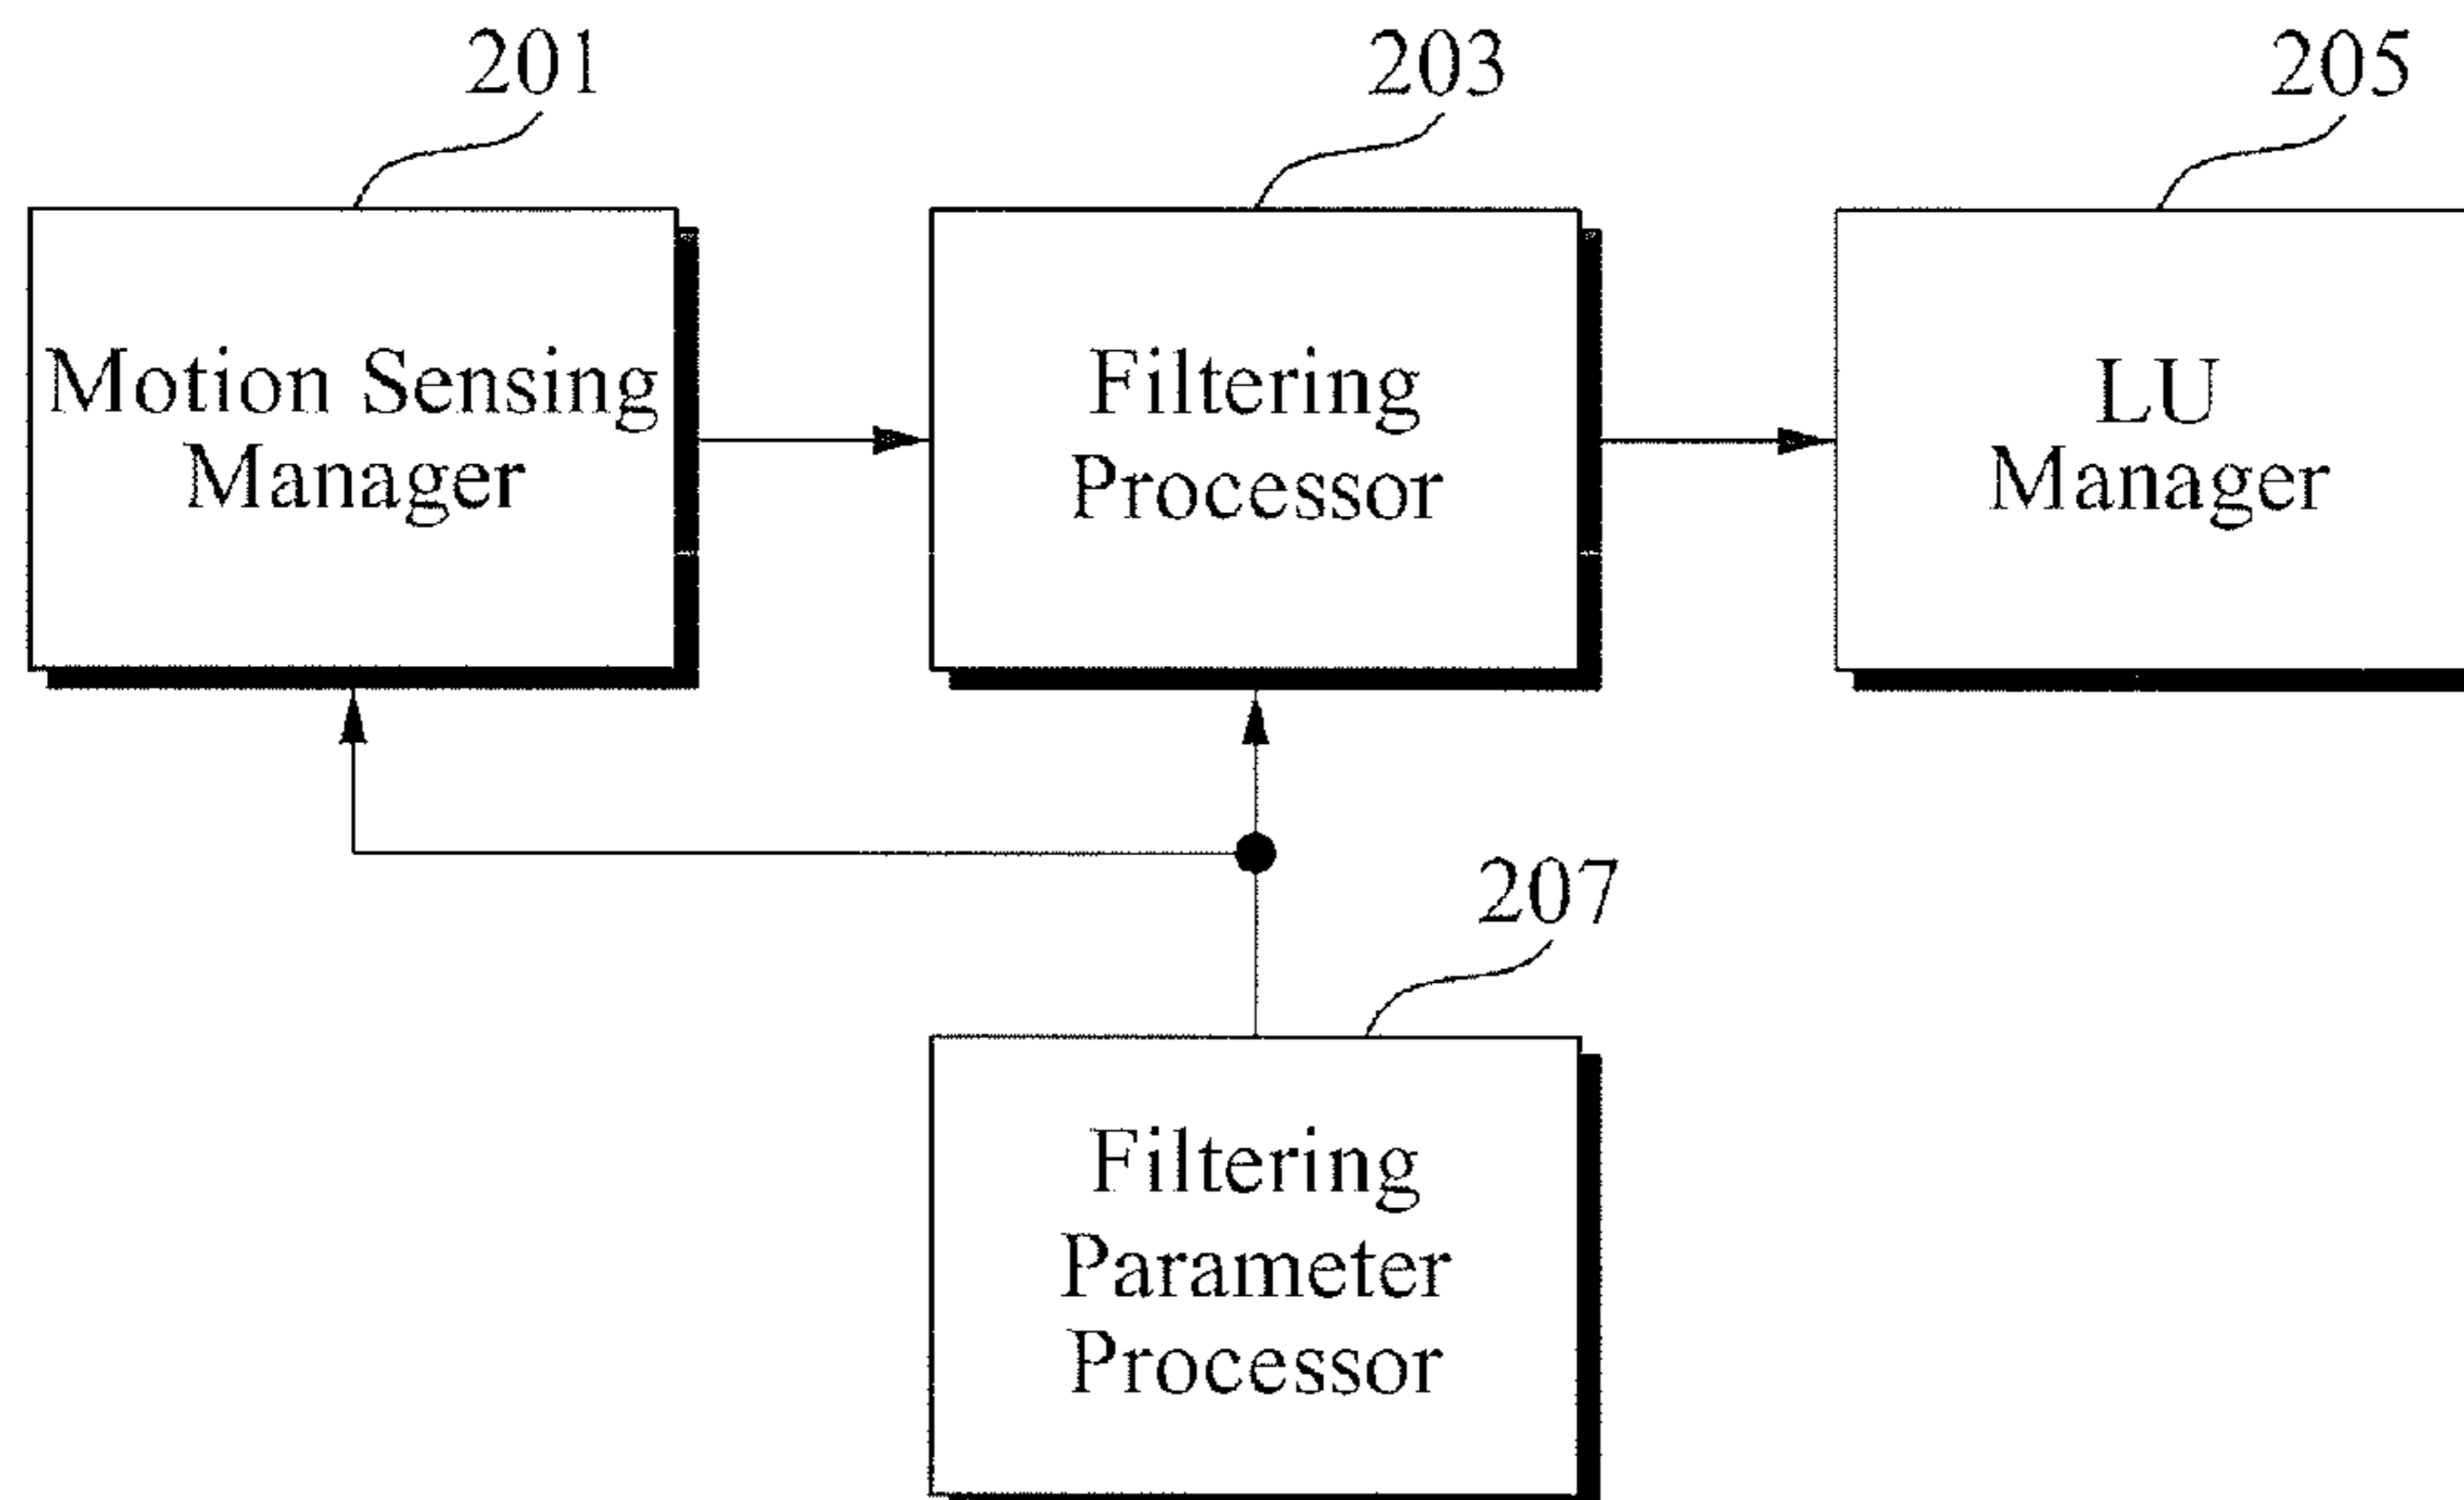 201
203
205
Motion Sensing
Manager
Filtering
Processor
LU
Manager
207
Filtering
Parameter
Processor